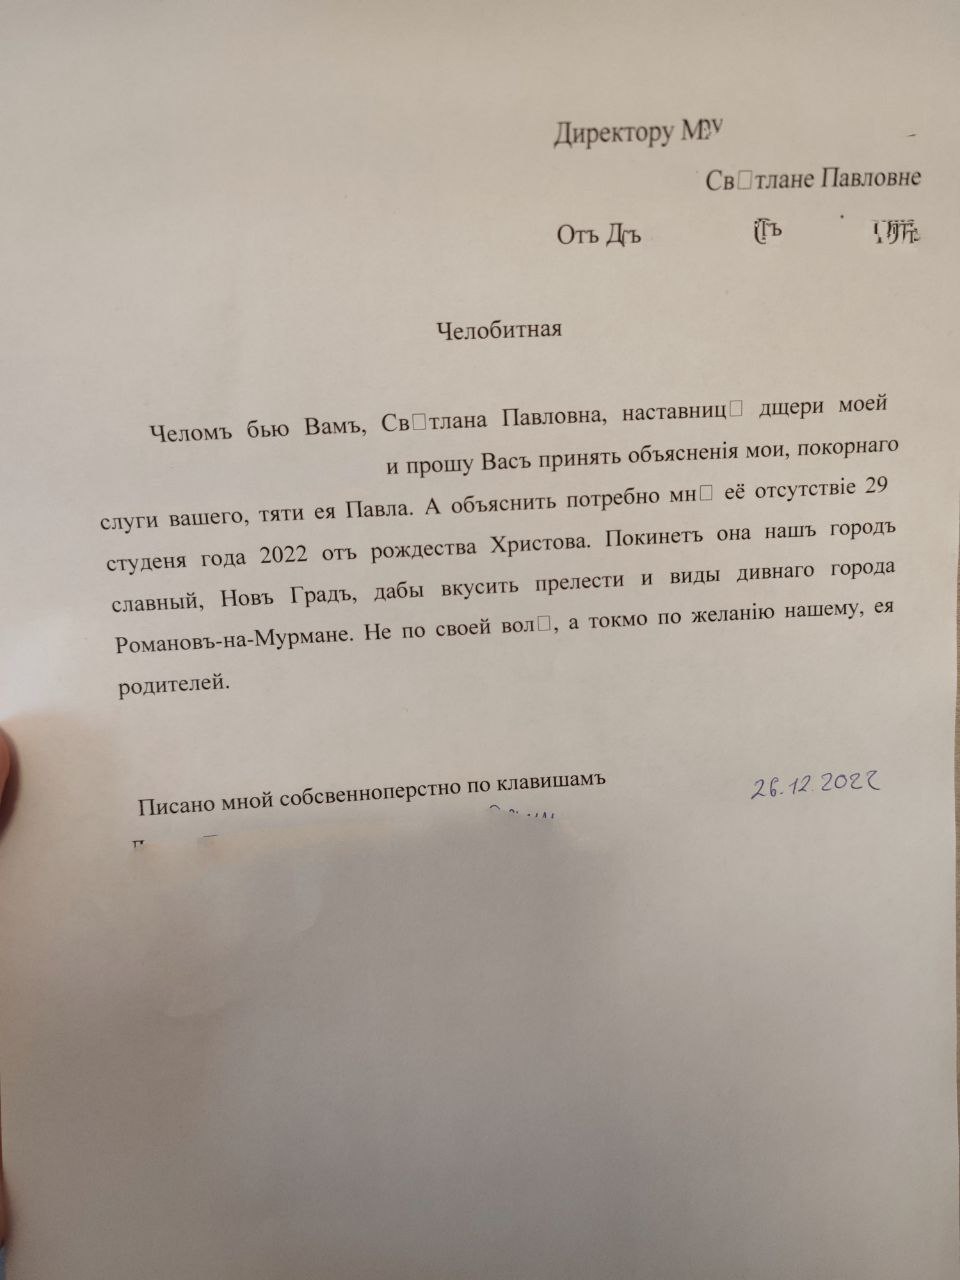 Директору
Св□тлане Павловне
Отъ
Челобитная
Челомъ бью Вамъ, Св□тлана Павловна, наставниц□ дщери моей
и прошу Васъ принять объясненія мои, покорнаго
слуги вашего, тяти ея Павла. А объяснить потребно мн□ её отсутствіе 29
студеня года 2022 отъ рождества Христова. Покинетъ она нашъ городъ
славный, Новъ Градъ, дабы вкусить прелести и виды дивнаго города
Романовъ-на-Мурмане. Не по своей вол□, а токмо по желанію нашему, ея
родителей.
Писано мной собсвенноперстно по клавишамъ
26.12.2022